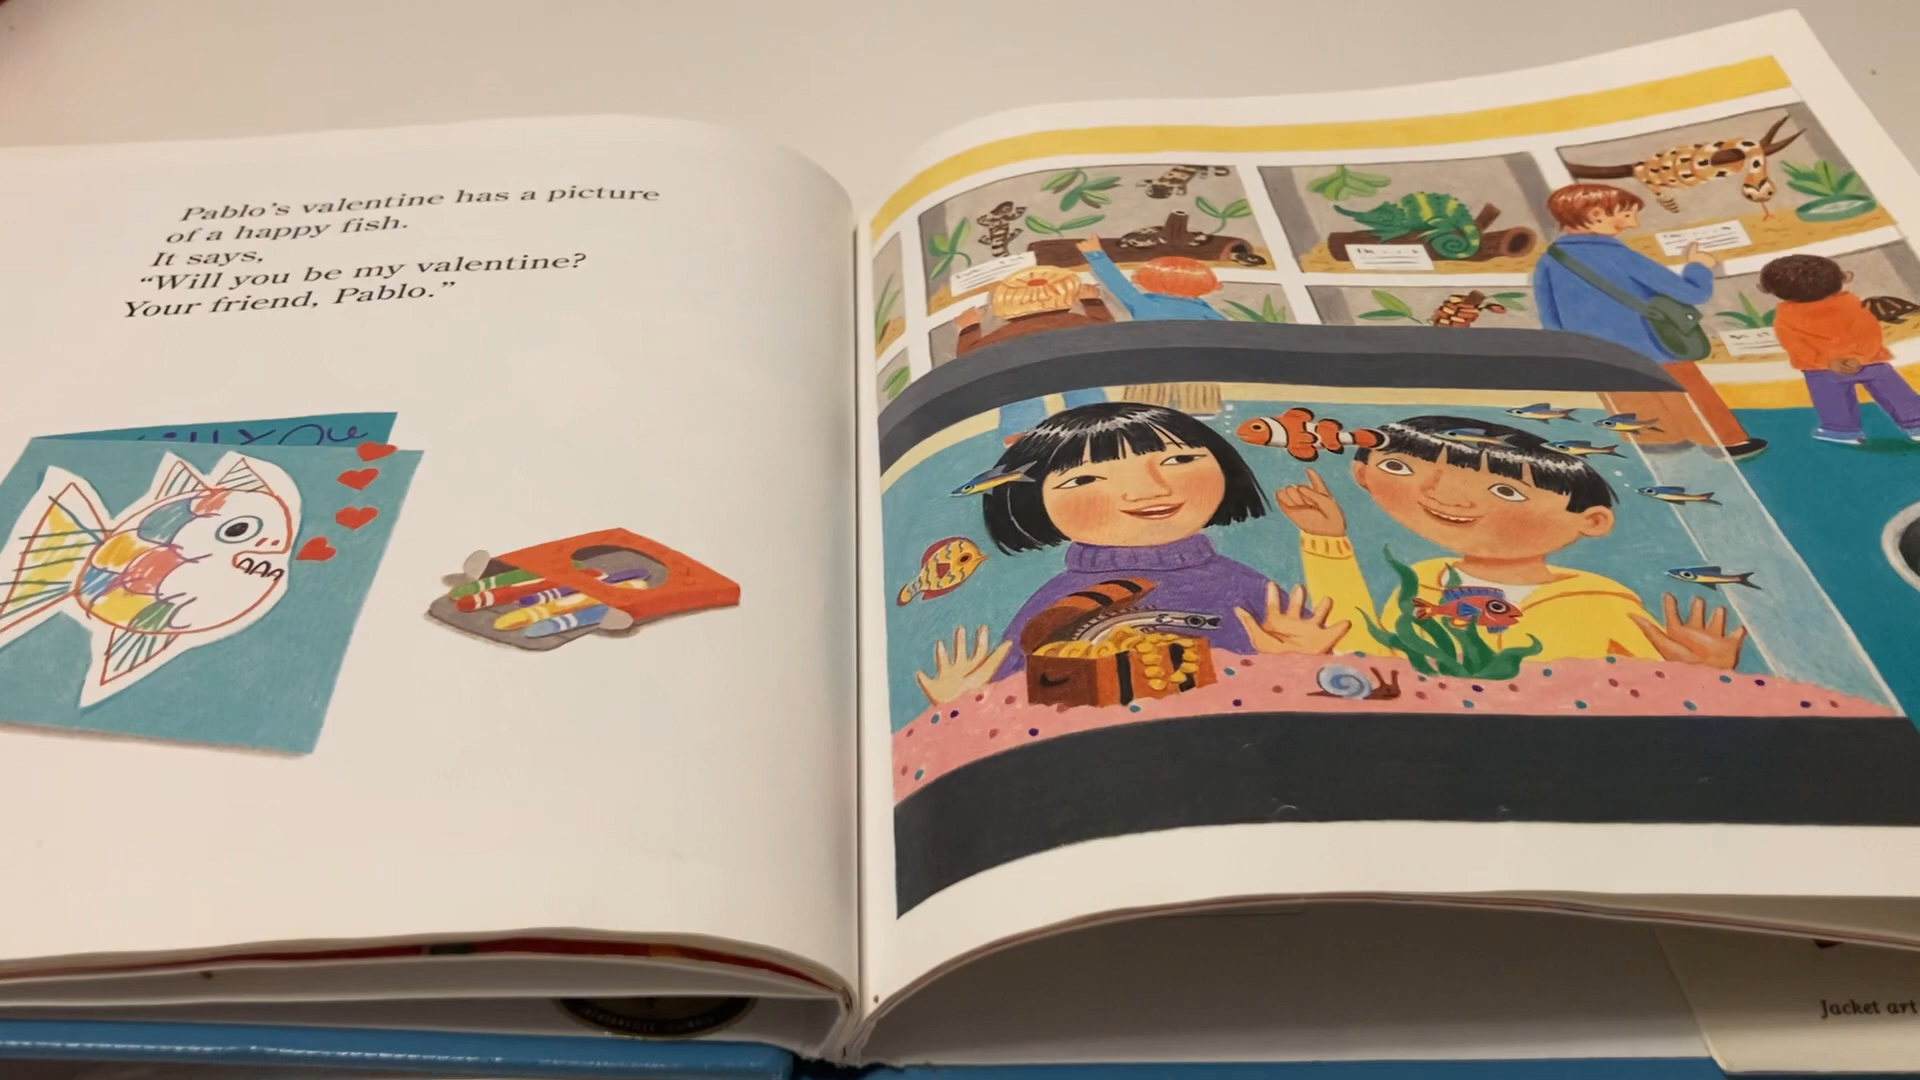 Pablo's valentine has a picture
of a happy fish.
It says,
“Will you be my valentine?
Your friend, Pablo.”
you
Jacket art